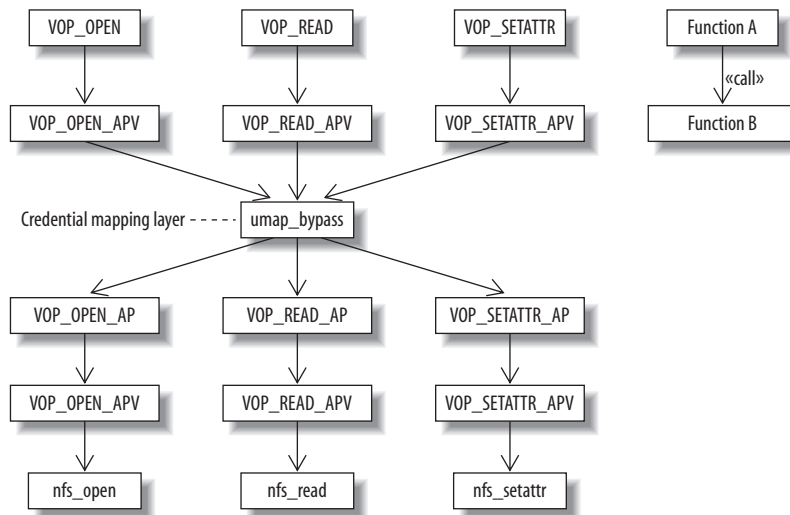 VOP_OPEN VOP_READ VOP_SETATTR Function A
«call»
VOP_OPEN_APV VOP_READ_APV VOP_SETATTR_APV Function B
Credential mapping layer umap_bypass
VOP_OPEN_AP VOP_READ_AP VOP_SETATTR_AP
VOP_OPEN_APV VOP_READ_APV VOP_SETATTR_APV
nfs_open nfs_read nfs_setattr